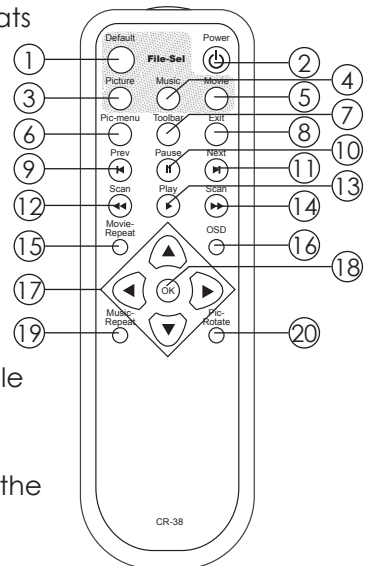 ats
Default
Power
File-Sel
1
2
Picture
Music
Movie
3
4
5
Pic-menu
Toolbar
Exit
6
7
8
Prev
Pause
Next
9
10
11
Scan
Play
Scan
12
13
14
Movie-
Repeat
OSD
15
16
17
OK
18
Music-
Repeat
Pic-
Rotate
19
20
le
the
CR-38